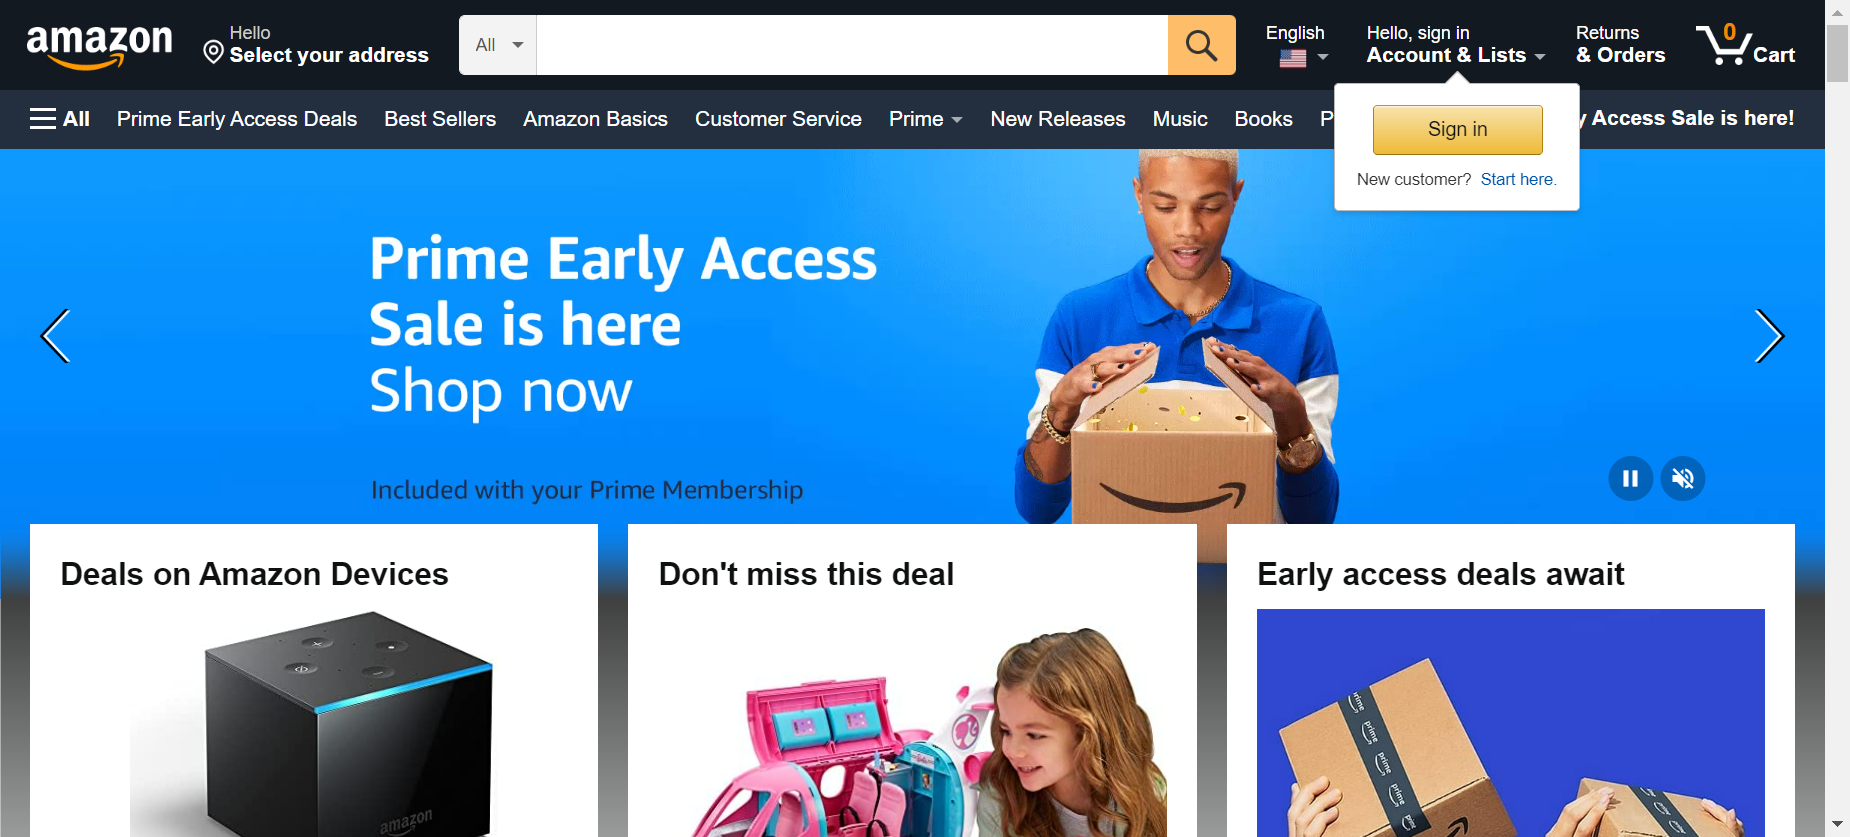 amazon
Hello
Select your address
All
English
Hello, sign in
Account & Lists
Returns
& Orders
0
Cart
All
Prime Early Access Deals
Best Sellers
Amazon Basics
Customer Service
Prime
New Releases
Music
Books
P
y Access Sale is here!
Sign in
New customer? Start here.
Prime Early Access
Sale is here
Shop now
Included with your Prime Membership
Deals on Amazon Devices
Don't miss this deal
Early access deals await
amazon
prime
prime
prime
prime